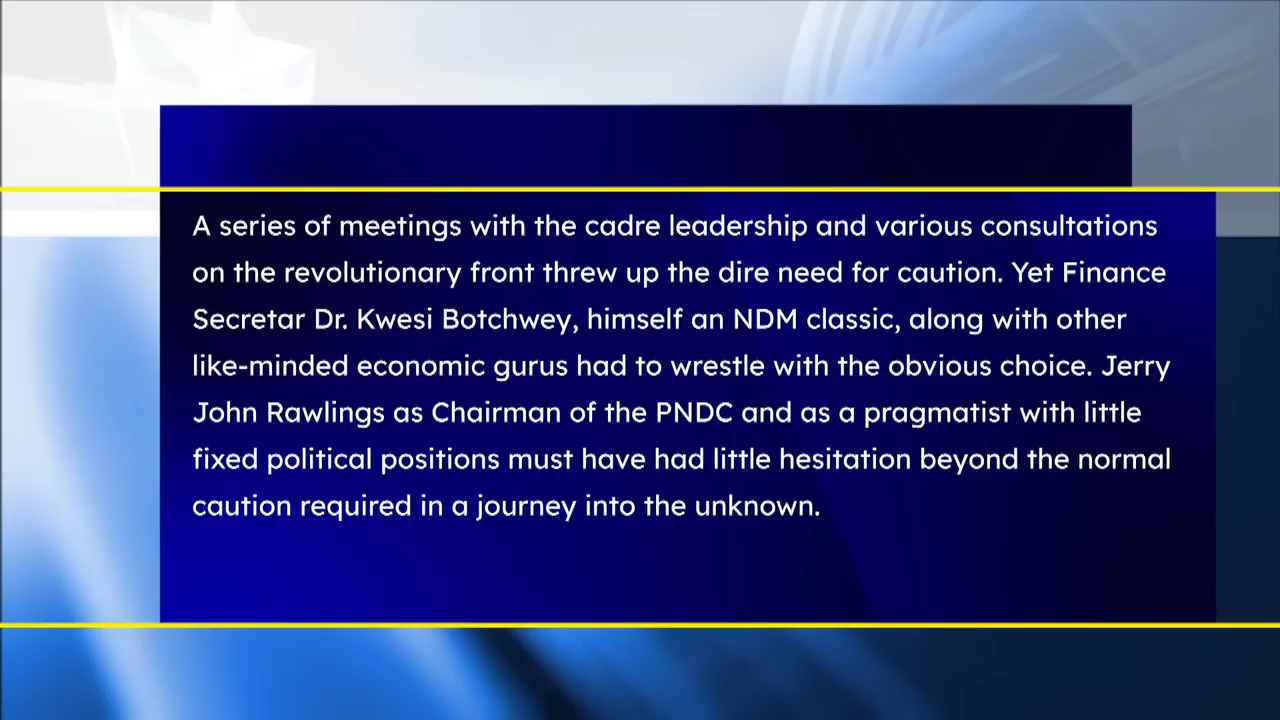 A series of meetings with the cadre leadership and various consultations
on the revolutionary front threw up the dire need for caution. Yet Finance
Secretar Dr. Kwesi Botchwey, himself an NDM classic, along with other
like-minded economic gurus had to wrestle with the obvious choice. Jerry
John Rawlings as Chairman of the PNDC and as a pragmatist with little
fixed political positions must have had little hesitation beyond the normal
caution required in a journey into the unknown.